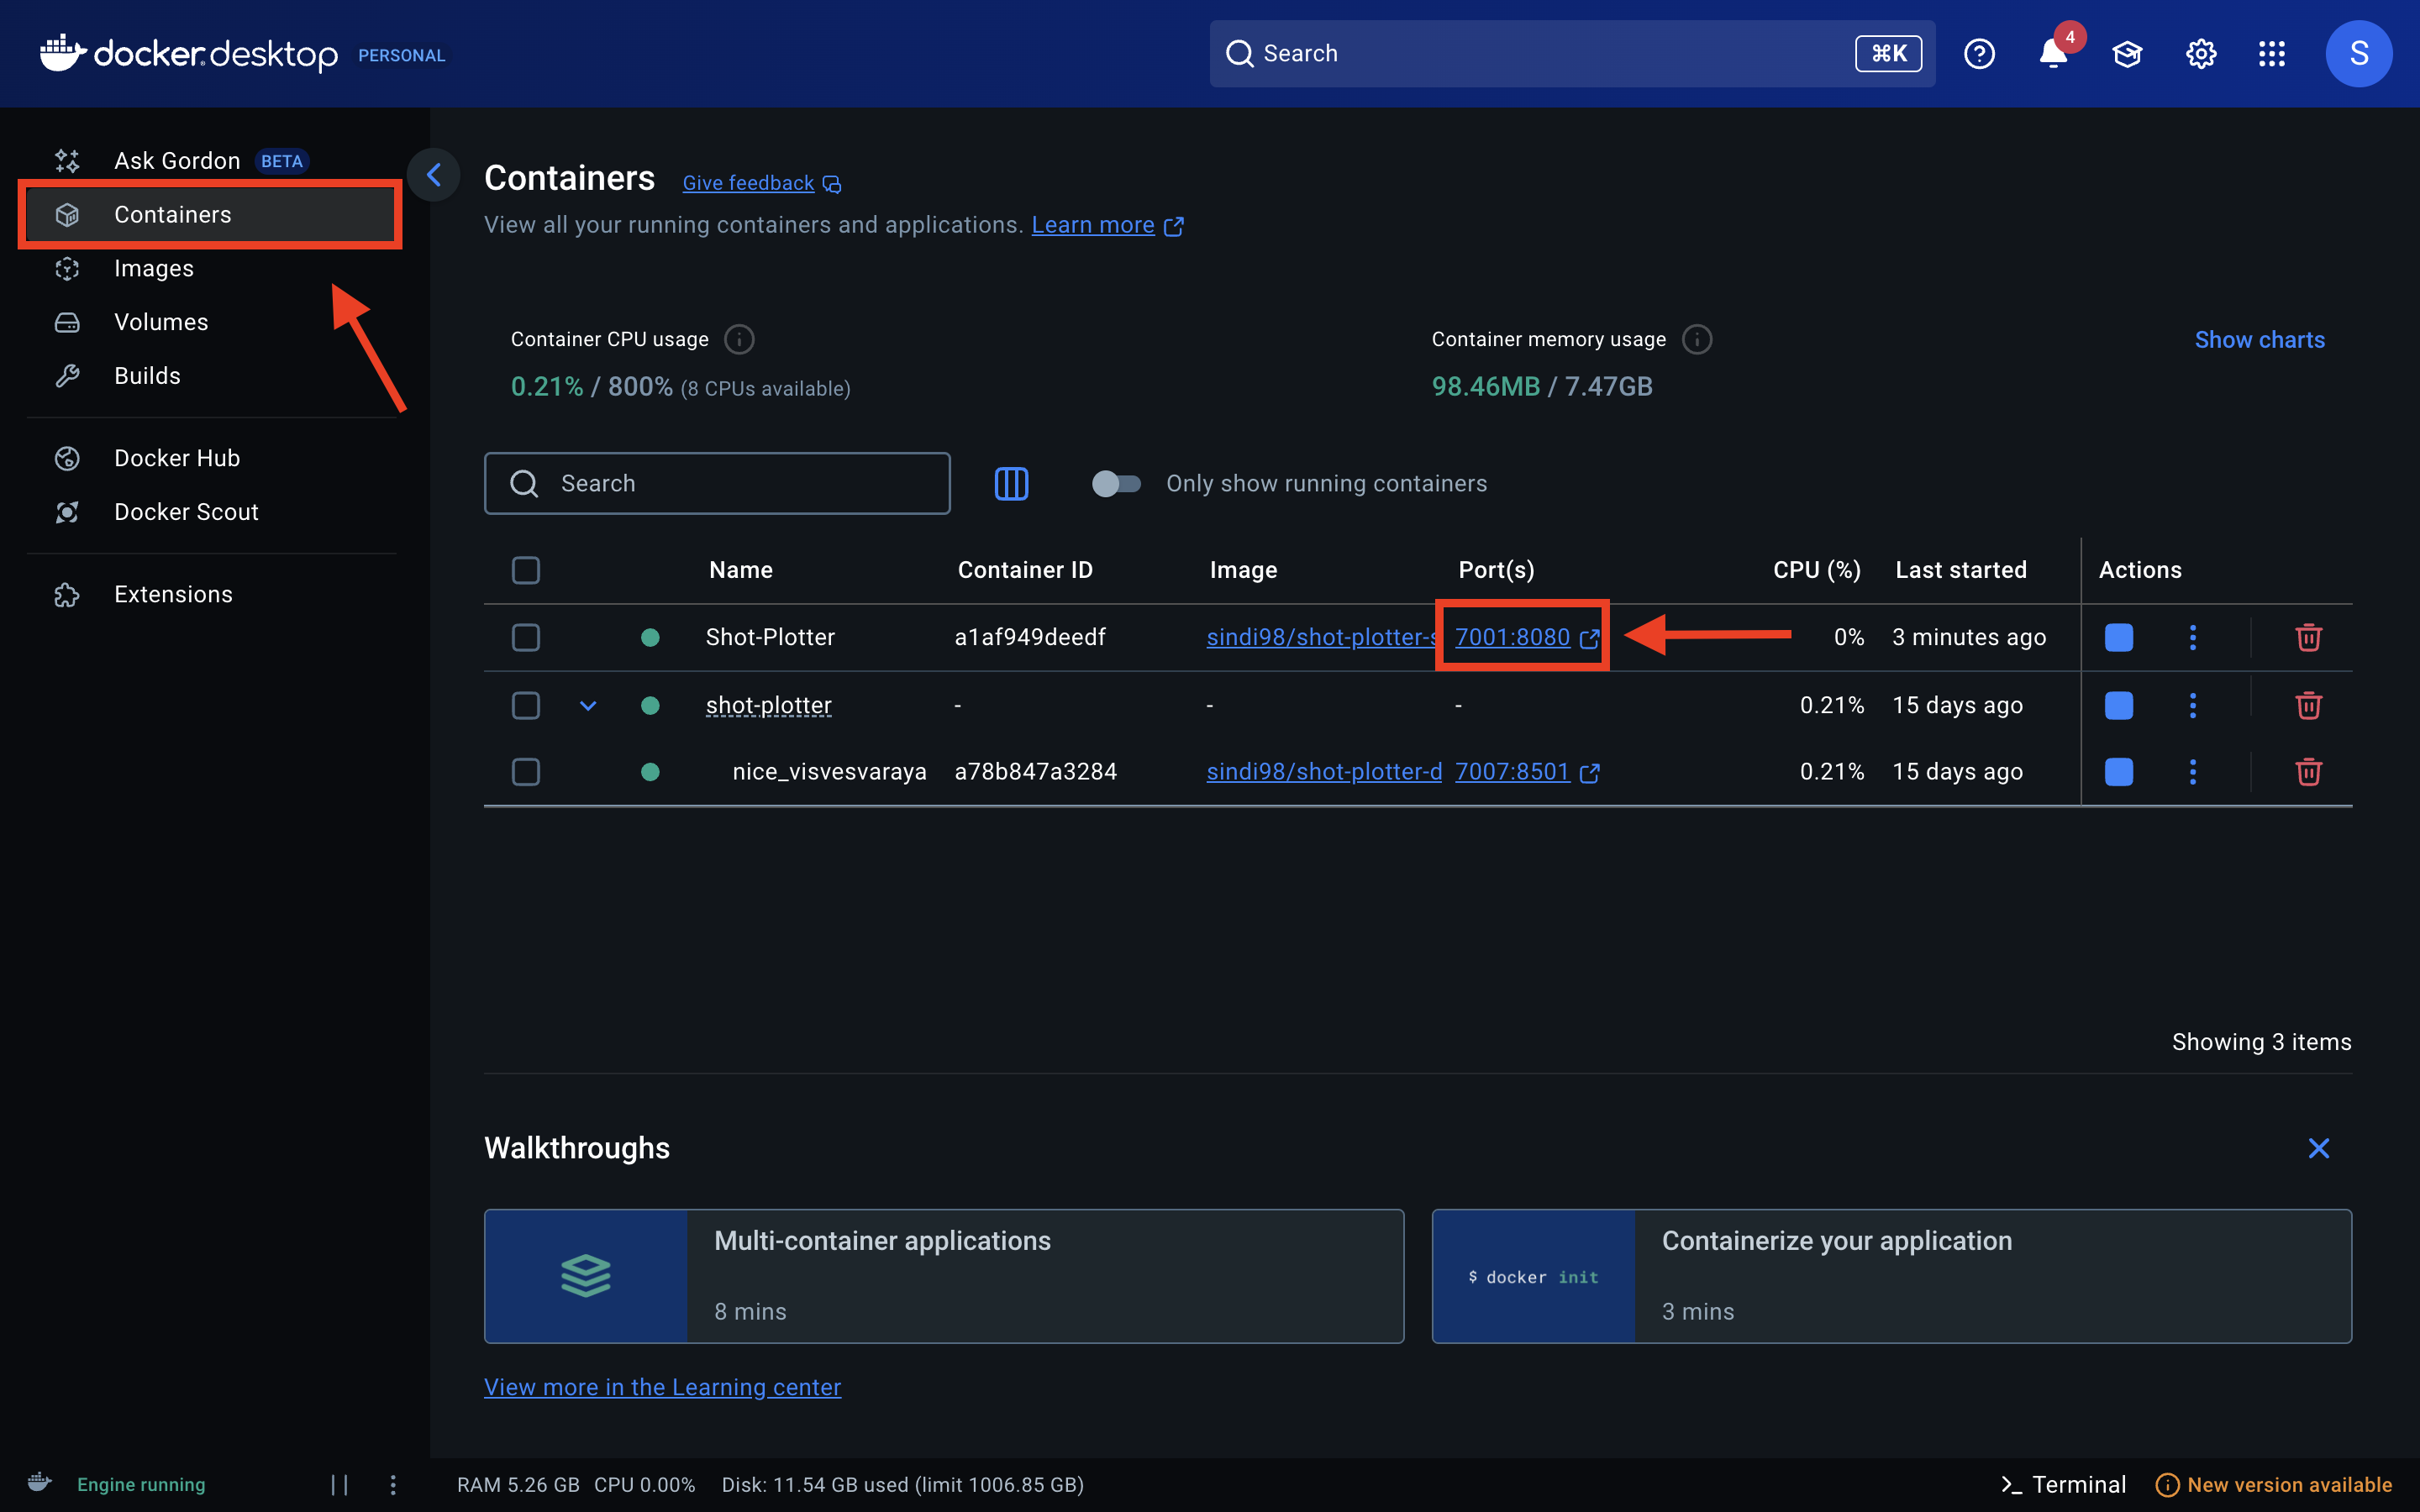 docker.desktop PERSONAL
Search ⌘K
4
S
Ask Gordon BETA
Containers
Images
Volumes
Builds
Docker Hub
Docker Scout
Extensions
Containers Give feedback
View all your running containers and applications. Learn more
Container CPU usage
0.21% / 800% (8 CPUs available)
Container memory usage
98.46MB / 7.47GB
Show charts
Search
Only show running containers
Name Container ID Image Port(s) CPU (%) Last started Actions
Shot-Plotter a1af949deedf sindi98/shot-plotter-s 7001:8080 0% 3 minutes ago
shot-plotter - - - 0.21% 15 days ago
nice_visvesvaraya a78b847a3284 sindi98/shot-plotter-d 7007:8501 0.21% 15 days ago
Showing 3 items
Walkthroughs
Multi-container applications
8 mins
$ docker init
Containerize your application
3 mins
View more in the Learning center
Engine running
RAM 5.26 GB CPU 0.00% Disk: 11.54 GB used (limit 1006.85 GB)
Terminal
New version available